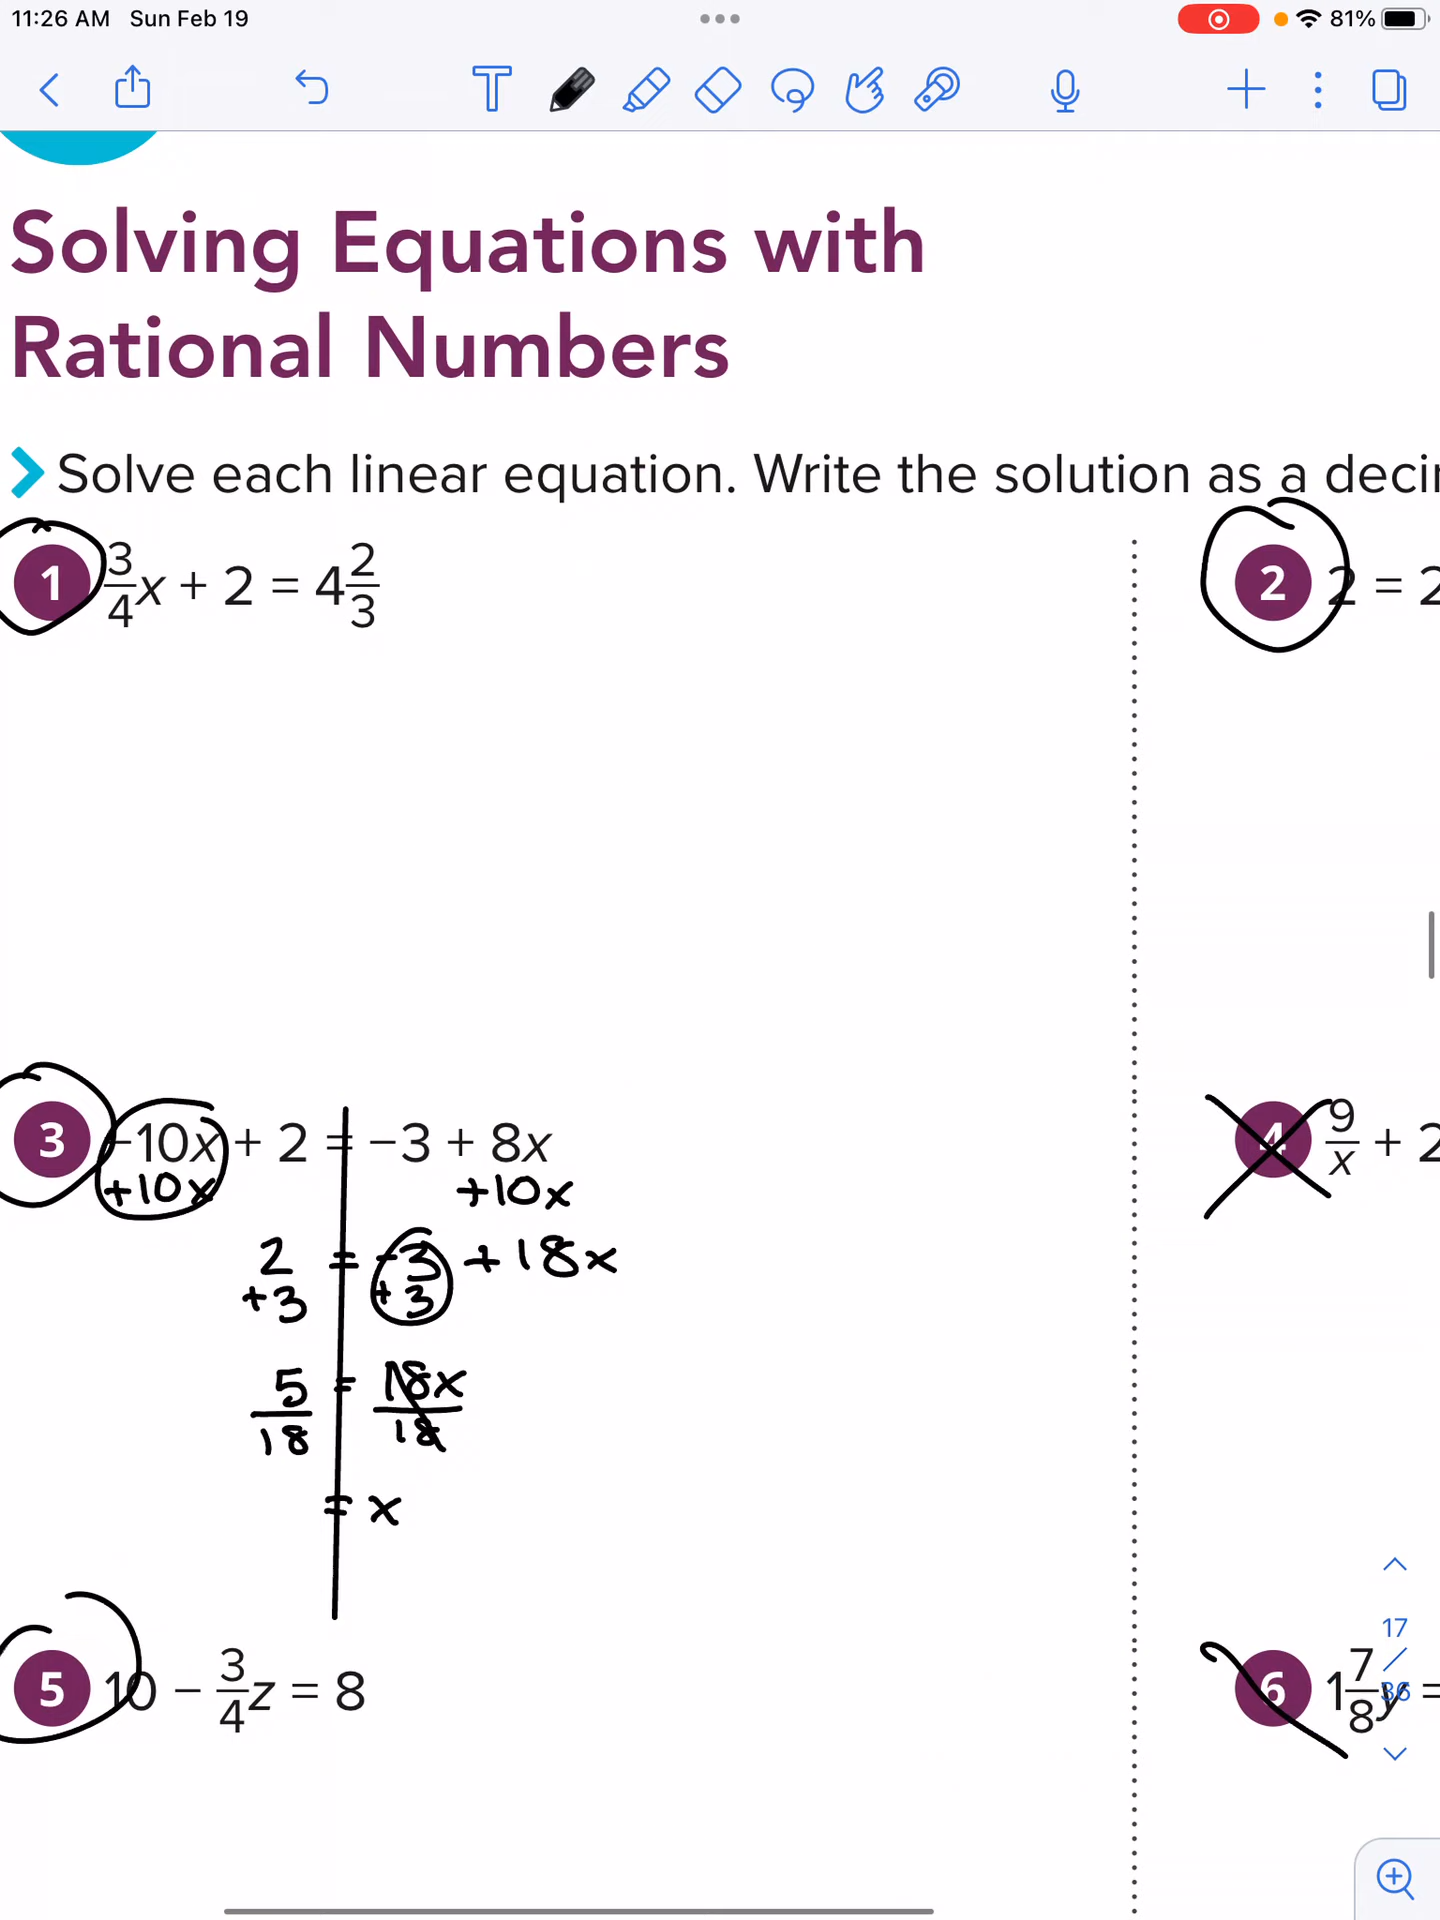 11:26 AM Sun Feb 19
81%
T
Solving Equations with
Rational Numbers
Solve each linear equation. Write the solution as a deci
1 3/4x + 2 = 4 2/3
2 2 = 2
3 −10x + 2 = −3 + 8x
+10x +10x
2 = −3 + 18x
+3 +3
5 = 18x
18 18
= x
4 9/x + 2
5 10 − 3/4z = 8
6 1 7/8y =
17
/
36